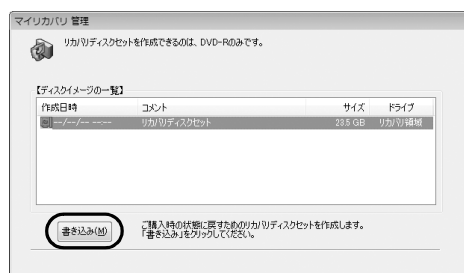 マイリカバリ 管理
リカバリディスクセットを作成できるのは、DVD-Rのみです。
【ディスクイメージの一覧】
作成日時 コメント サイズ ドライブ
--/--/-- --:-- リカバリディスクセット 23.5 GB リカバリ領域
書き込み(M)
ご購入時の状態に戻すためのリカバリディスクセットを作成します。
「書き込み」をクリックしてください。